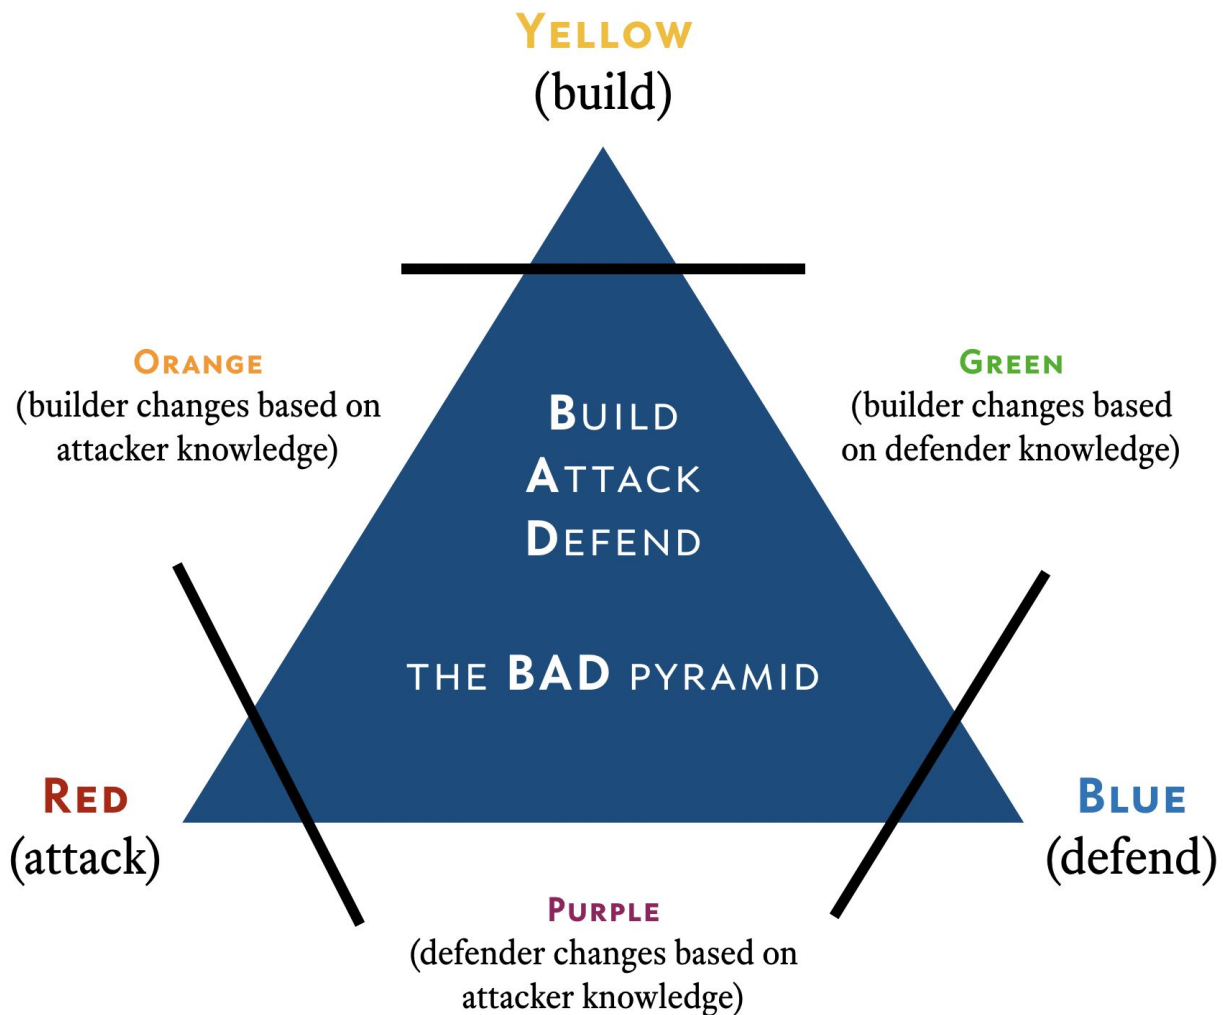 YELLOW
(build)
ORANGE
(builder changes based on
attacker knowledge)
GREEN
(builder changes based
on defender knowledge)
BUILD
ATTACK
DEFEND
THE BAD PYRAMID
RED
(attack)
BLUE
(defend)
PURPLE
(defender changes based on
attacker knowledge)